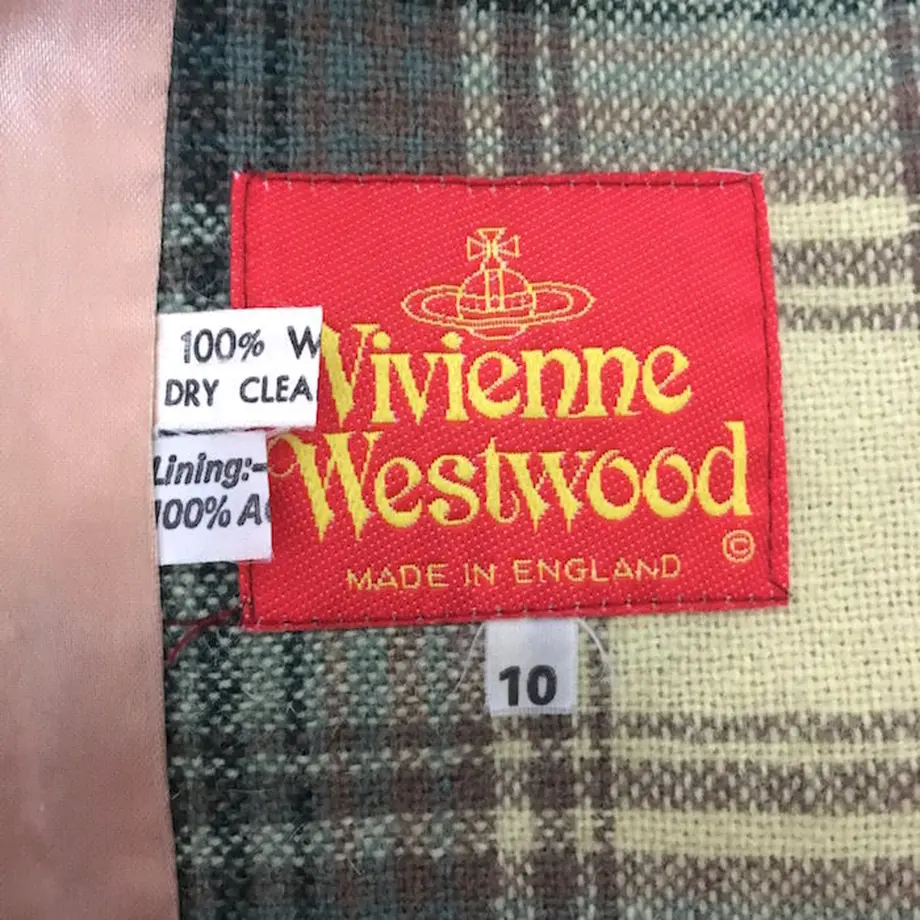 100% W
DRY CLEA
Lining:-
100% A
Vivienne
Westwood
©
MADE IN ENGLAND
10